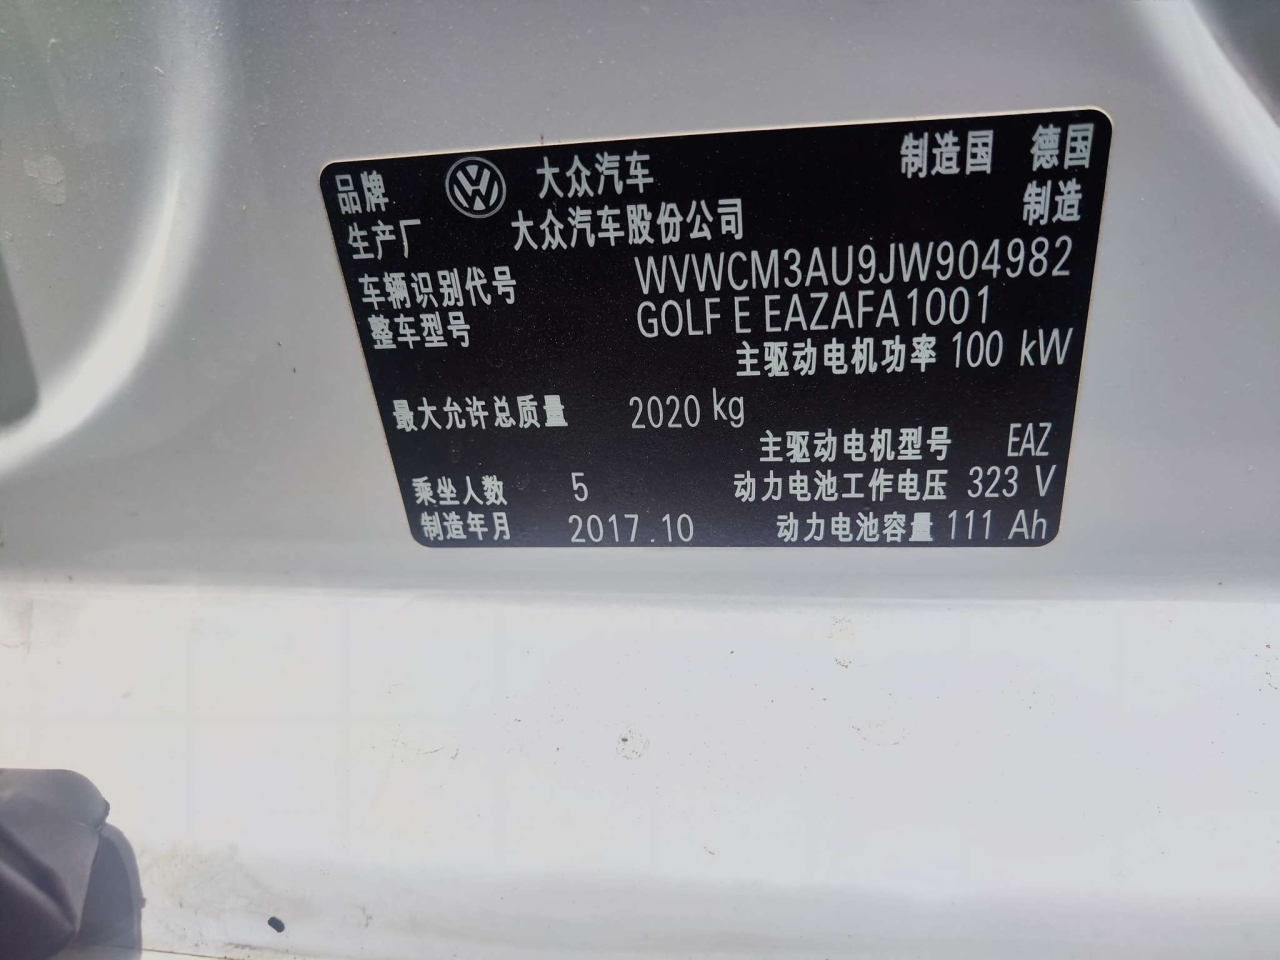 品牌 大众汽车 制造国 德国
制造
生产厂 大众汽车股份公司
车辆识别代号 WVWCM3AU9JW904982
整车型号 GOLF E EAZAFA1001
主驱动电机功率 100 kW
最大允许总质量 2020 kg
主驱动电机型号 EAZ
乘坐人数 5 动力电池工作电压 323 V
制造年月 2017.10 动力电池容量 111 Ah